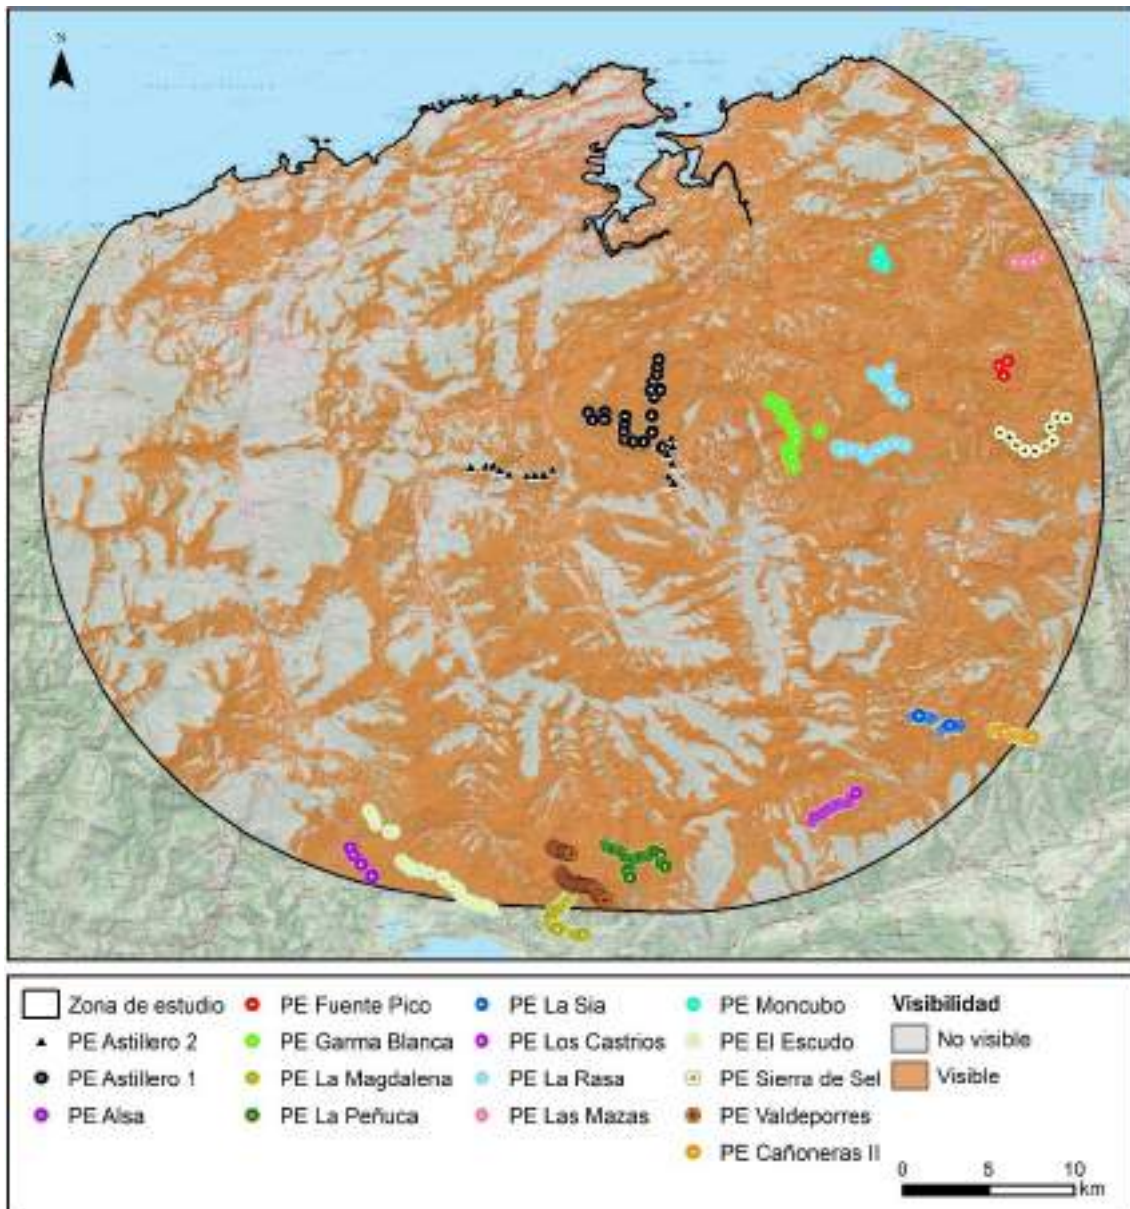 N
Zona de estudio
PE Astillero 2
PE Astillero 1
PE Alsa
PE Fuente Pico
PE Garma Blanca
PE La Magdalena
PE La Peñuca
PE La Sia
PE Los Castrios
PE La Rasa
PE Las Mazas
PE Moncubo
PE El Escudo
PE Sierra de Sel
PE Valdeporres
PE Cañoneras II
Visibilidad
No visible
Visible
0 5 10
km